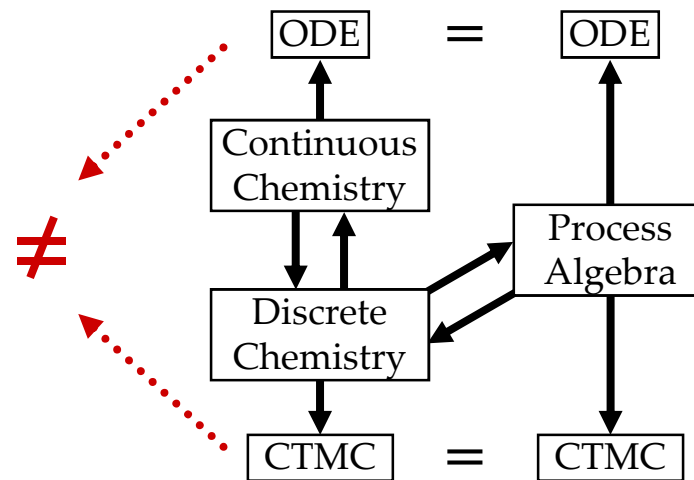 ODE = ODE
Continuous
Chemistry
≠
Process
Algebra
Discrete
Chemistry
CTMC = CTMC